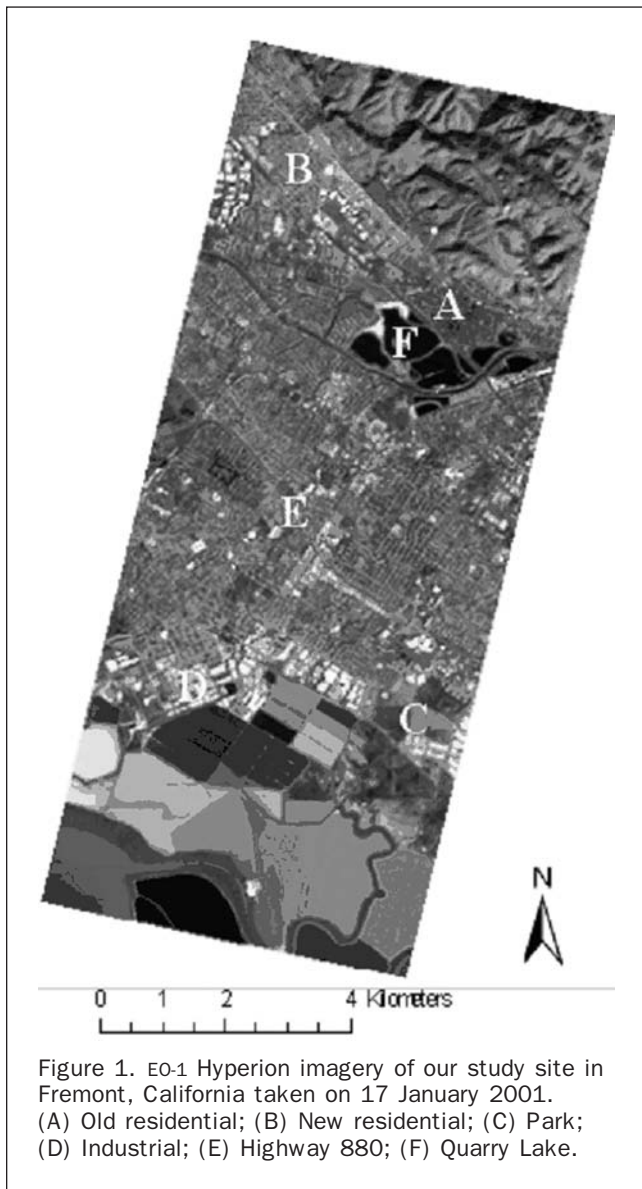 B
A
F
E
D
C
N
0 1 2 4 Kilometers
Figure 1. EO-1 Hyperion imagery of our study site in
Fremont, California taken on 17 January 2001.
(A) Old residential; (B) New residential; (C) Park;
(D) Industrial; (E) Highway 880; (F) Quarry Lake.